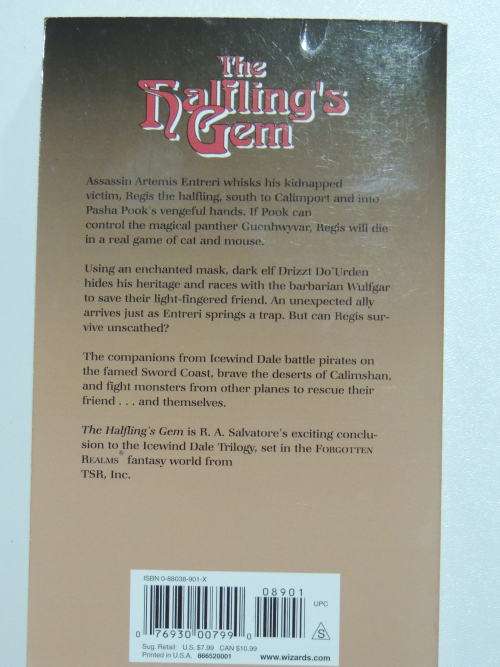 The
Halfling's
Gem
Assassin Artemis Entreri whisks his kidnapped
victim, Regis the halfling, south to Calimport and into
Pasha Pook's vengeful hands. If Pook can
control the magical panther Guenhwyvar, Regis will die
in a real game of cat and mouse.
Using an enchanted mask, dark elf Drizzt Do'Urden
hides his heritage and races with the barbarian Wulfgar
to save their light-fingered friend. An unexpected ally
arrives just as Entreri springs a trap. But can Regis sur-
vive unscathed?
The companions from Icewind Dale battle pirates on
the famed Sword Coast, brave the deserts of Calimshan,
and fight monsters from other planes to rescue their
friend . . . and themselves.
The Halfling's Gem is R. A. Salvatore's exciting conclu-
sion to the Icewind Dale Trilogy, set in the FORGOTTEN
REALMS® fantasy world from
TSR, Inc.
ISBN 0-88038-901-X
08901
UPC
0 76930 00799 0
S
Sug. Retail: U.S. $7.99 CAN $10.99
Printed in U.S.A. 866520001
www.wizards.com